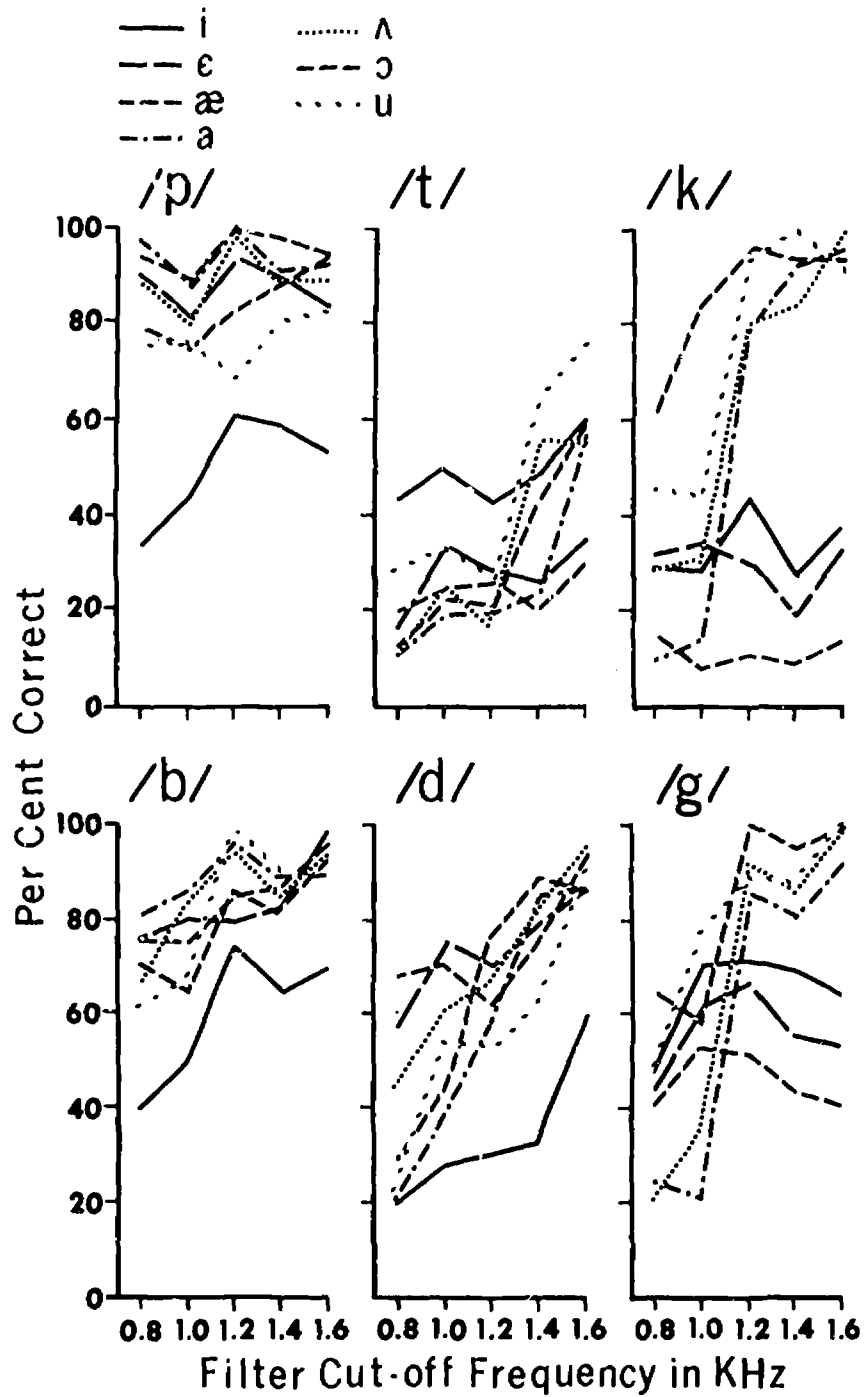 i ʌ
ɛ ɔ
æ u
a
/p/ /t/ /k/
100
80
60
40
20
0
/b/ /d/ /g/
100
80
60
40
20
0
0.8 1.0 1.2 1.4 1.6 0.8 1.0 1.2 1.4 1.6 0.8 1.0 1.2 1.4 1.6
Per Cent Correct
Filter Cut-off Frequency in KHz